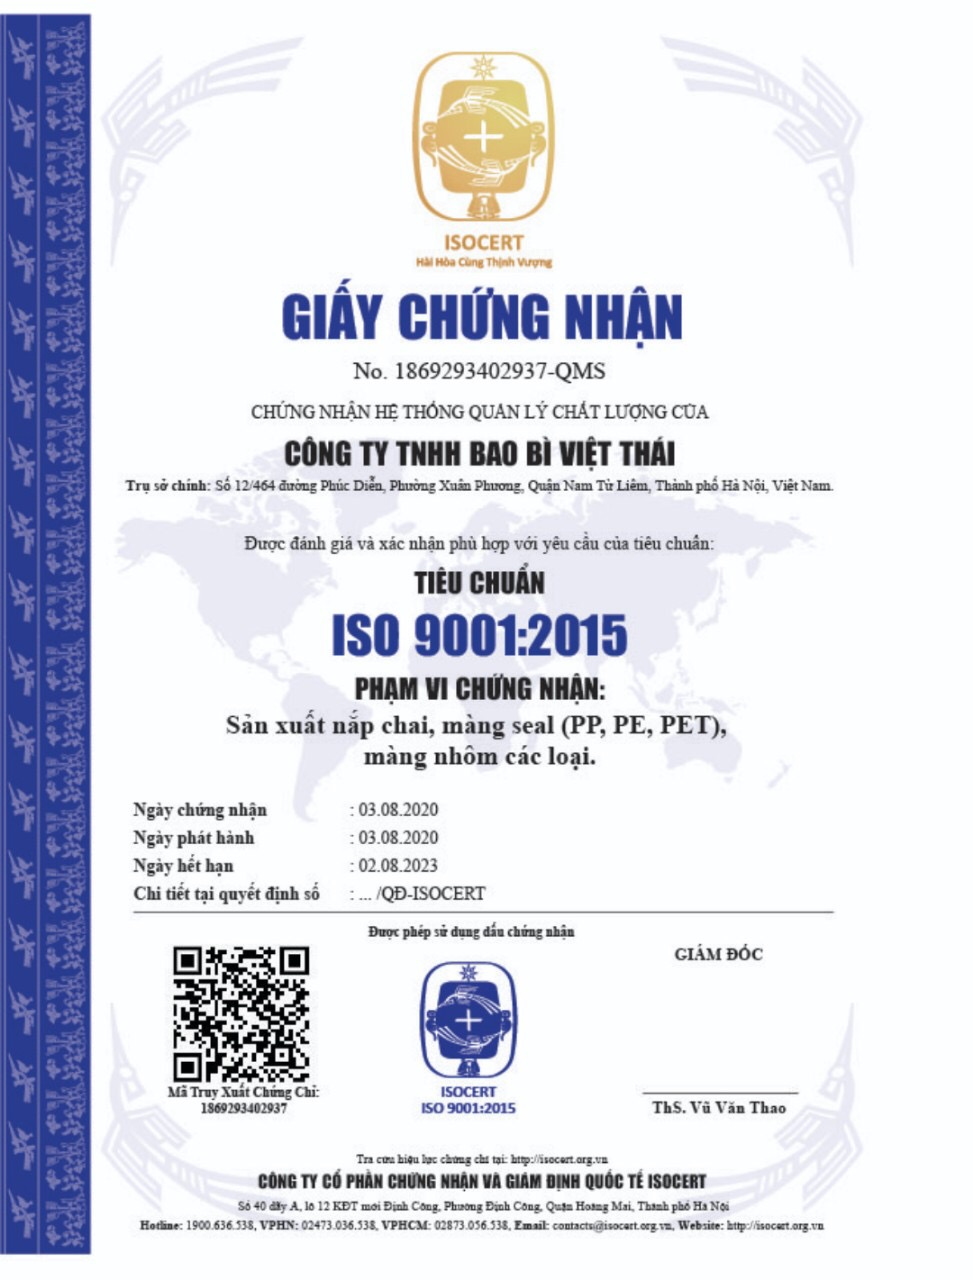 ISOCERT
Hài Hòa Cùng Thịnh Vượng
GIẤY CHỨNG NHẬN
No. 1869293402937-QMS
CHỨNG NHẬN HỆ THỐNG QUẢN LÝ CHẤT LƯỢNG CỦA
CÔNG TY TNHH BAO BÌ VIỆT THÁI
Trụ sở chính: Số 12/464 đường Phúc Diễn, Phường Xuân Phương, Quận Nam Từ Liêm, Thành phố Hà Nội, Việt Nam.
Được đánh giá và xác nhận phù hợp với yêu cầu của tiêu chuẩn:
TIÊU CHUẨN
ISO 9001:2015
PHẠM VI CHỨNG NHẬN:
Sản xuất nắp chai, màng seal (PP, PE, PET),
màng nhôm các loại.
Ngày chứng nhận : 03.08.2020
Ngày phát hành : 03.08.2020
Ngày hết hạn : 02.08.2023
Chi tiết tại quyết định số : ... /QĐ-ISOCERT
Được phép sử dụng dấu chứng nhận
GIÁM ĐỐC
Mã Truy Xuất Chứng Chỉ:
1869293402937
ISOCERT
ISO 9001:2015
ThS. Vũ Văn Thao
Tra cứu hiệu lực chứng chỉ tại: http://isocert.org.vn
CÔNG TY CỔ PHẦN CHỨNG NHẬN VÀ GIÁM ĐỊNH QUỐC TẾ ISOCERT
Số 40 dãy A, lô 12 KĐT mới Định Công, Phường Định Công, Quận Hoàng Mai, Thành phố Hà Nội
Hotline: 1900.636.538, VPHN: 02473.036.538, VPHCM: 02873.056.538, Email: contacts@isocert.org.vn, Website: http://isocert.org.vn